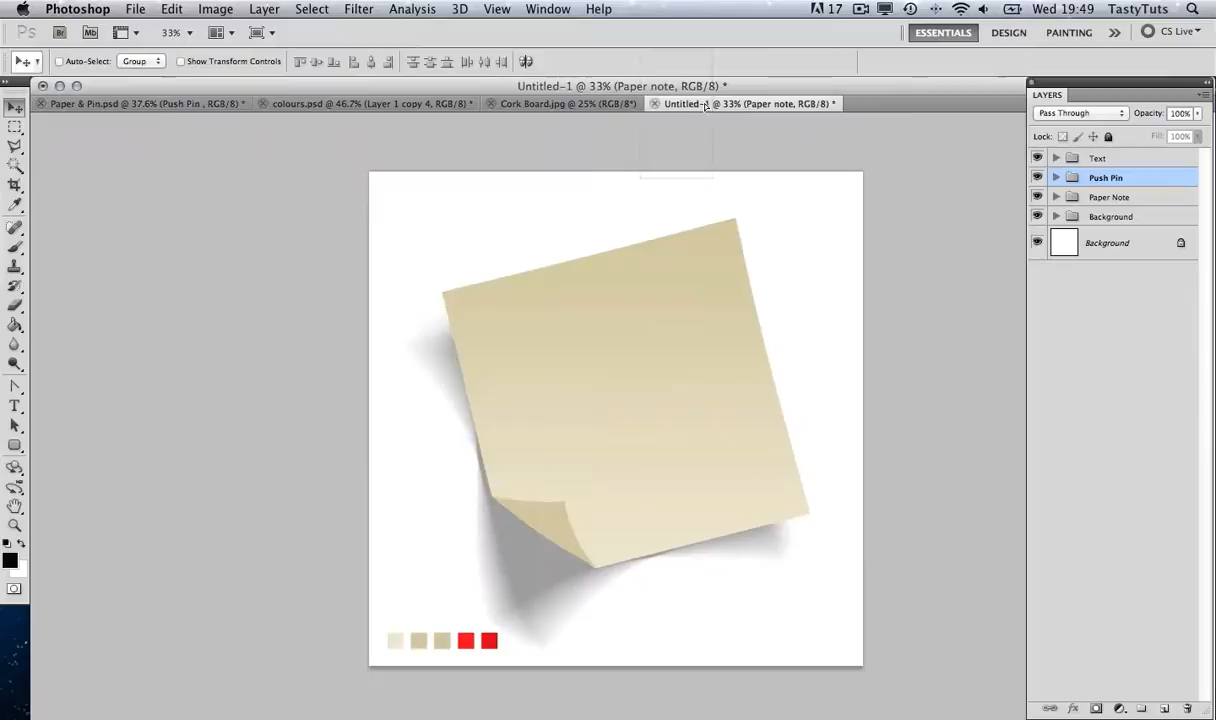 Photoshop File Edit Image Layer Select Filter Analysis 3D View Window Help 17 Wed 19:49 TastyTuts
Ps Br Mb 33% ESSENTIALS DESIGN PAINTING >> CS Live
Auto-Select: Group Show Transform Controls
Untitled-1 @ 33% (Paper note, RGB/8) *
Paper & Pin.psd @ 37.6% (Push Pin , RGB/8) * colours.psd @ 46.7% (Layer 1 copy 4, RGB/8) * Cork Board.jpg @ 25% (RGB/8*) Untitled-1 @ 33% (Paper note, RGB/8) *
LAYERS
Pass Through Opacity: 100%
Lock: Fill: 100%
Text
Push Pin
Paper Note
Background
Background
T
fx